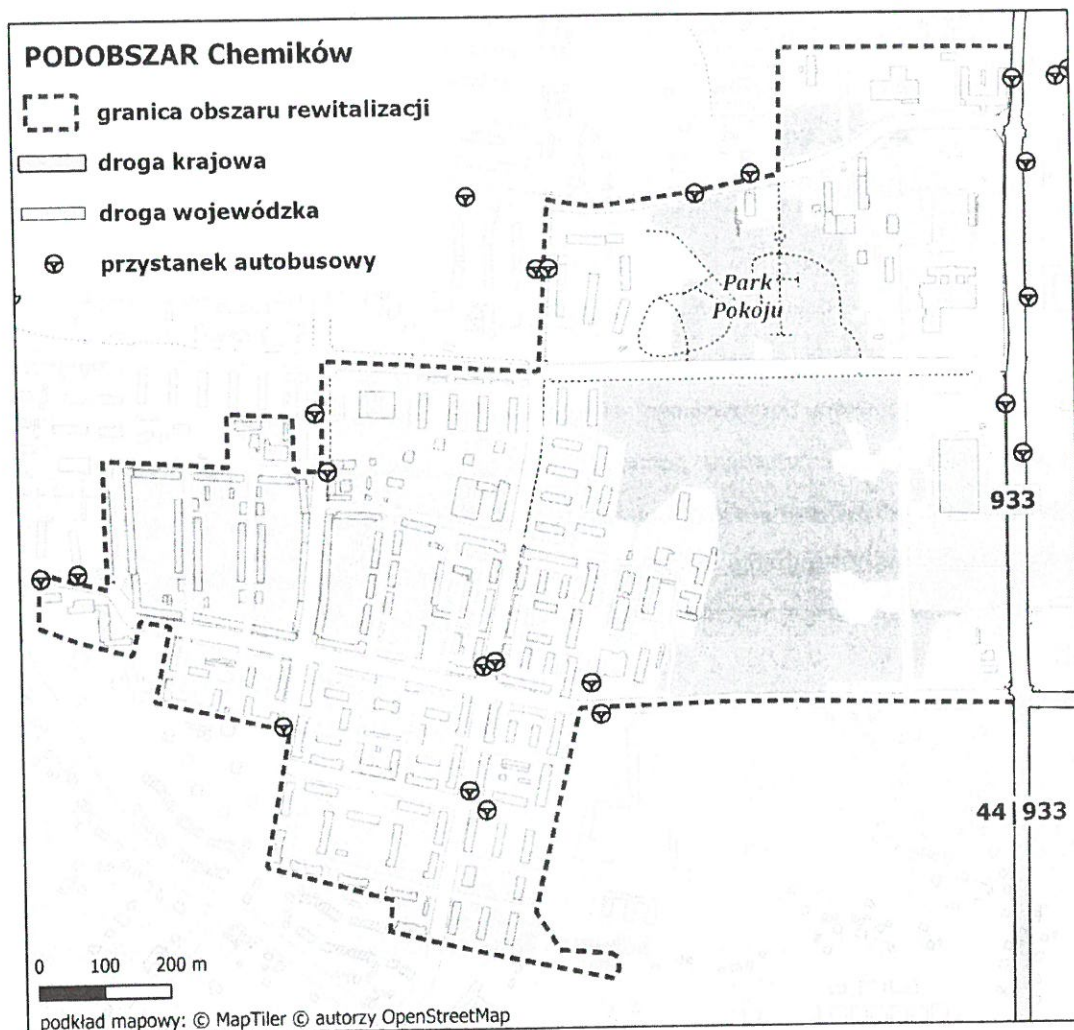 PODOBSZAR Chemików
granica obszaru rewitalizacji
droga krajowa
droga wojewódzka
przystanek autobusowy
Park
Pokoju
933
44 933
0 100 200 m
podkład mapowy: © MapTiler © autorzy OpenStreetMap